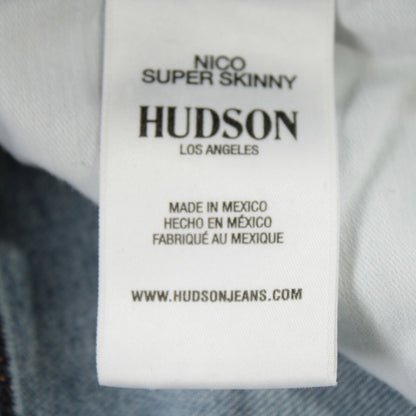 NICO
SUPER SKINNY
HUDSON
LOS ANGELES
MADE IN MEXICO
HECHO EN MÉXICO
FABRIQUÉ AU MEXIQUE
WWW.HUDSONJEANS.COM